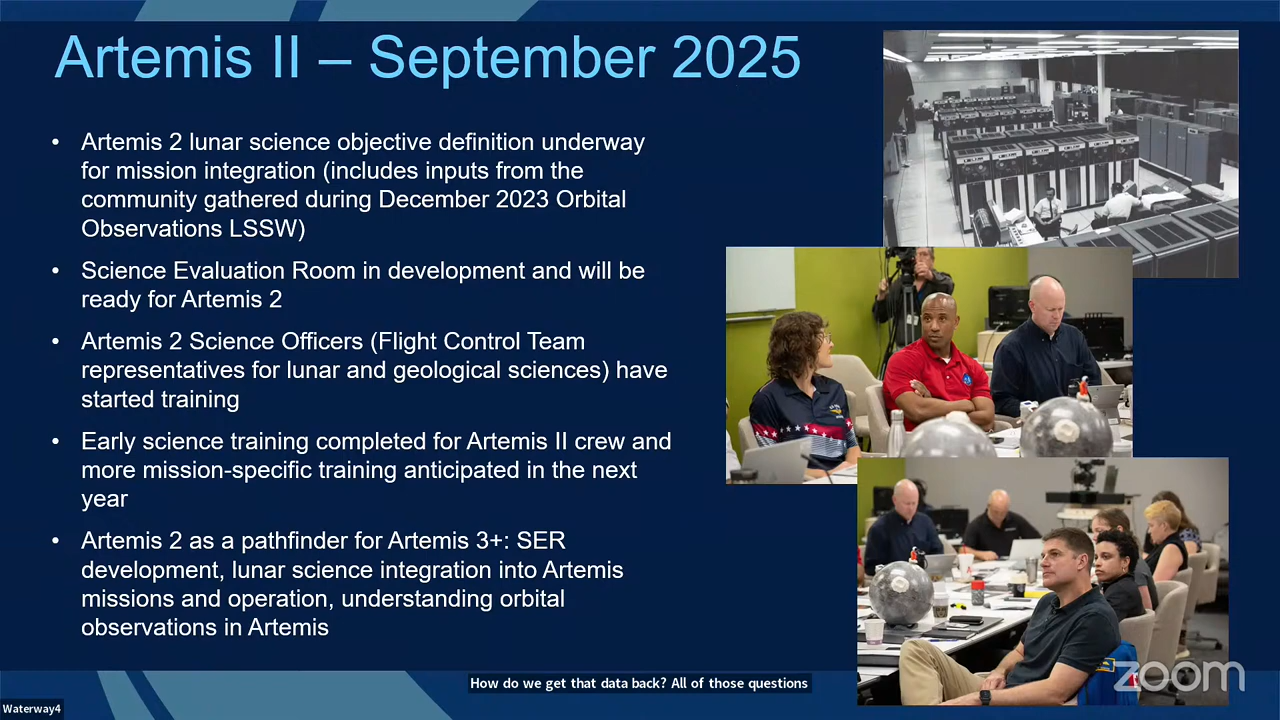 Artemis II – September 2025
• Artemis 2 lunar science objective definition underway
for mission integration (includes inputs from the
community gathered during December 2023 Orbital
Observations LSSW)
• Science Evaluation Room in development and will be
ready for Artemis 2
• Artemis 2 Science Officers (Flight Control Team
representatives for lunar and geological sciences) have
started training
• Early science training completed for Artemis II crew and
more mission-specific training anticipated in the next
year
• Artemis 2 as a pathfinder for Artemis 3+: SER
development, lunar science integration into Artemis
missions and operation, understanding orbital
observations in Artemis
How do we get that data back? All of those questions
zoom
Waterway4